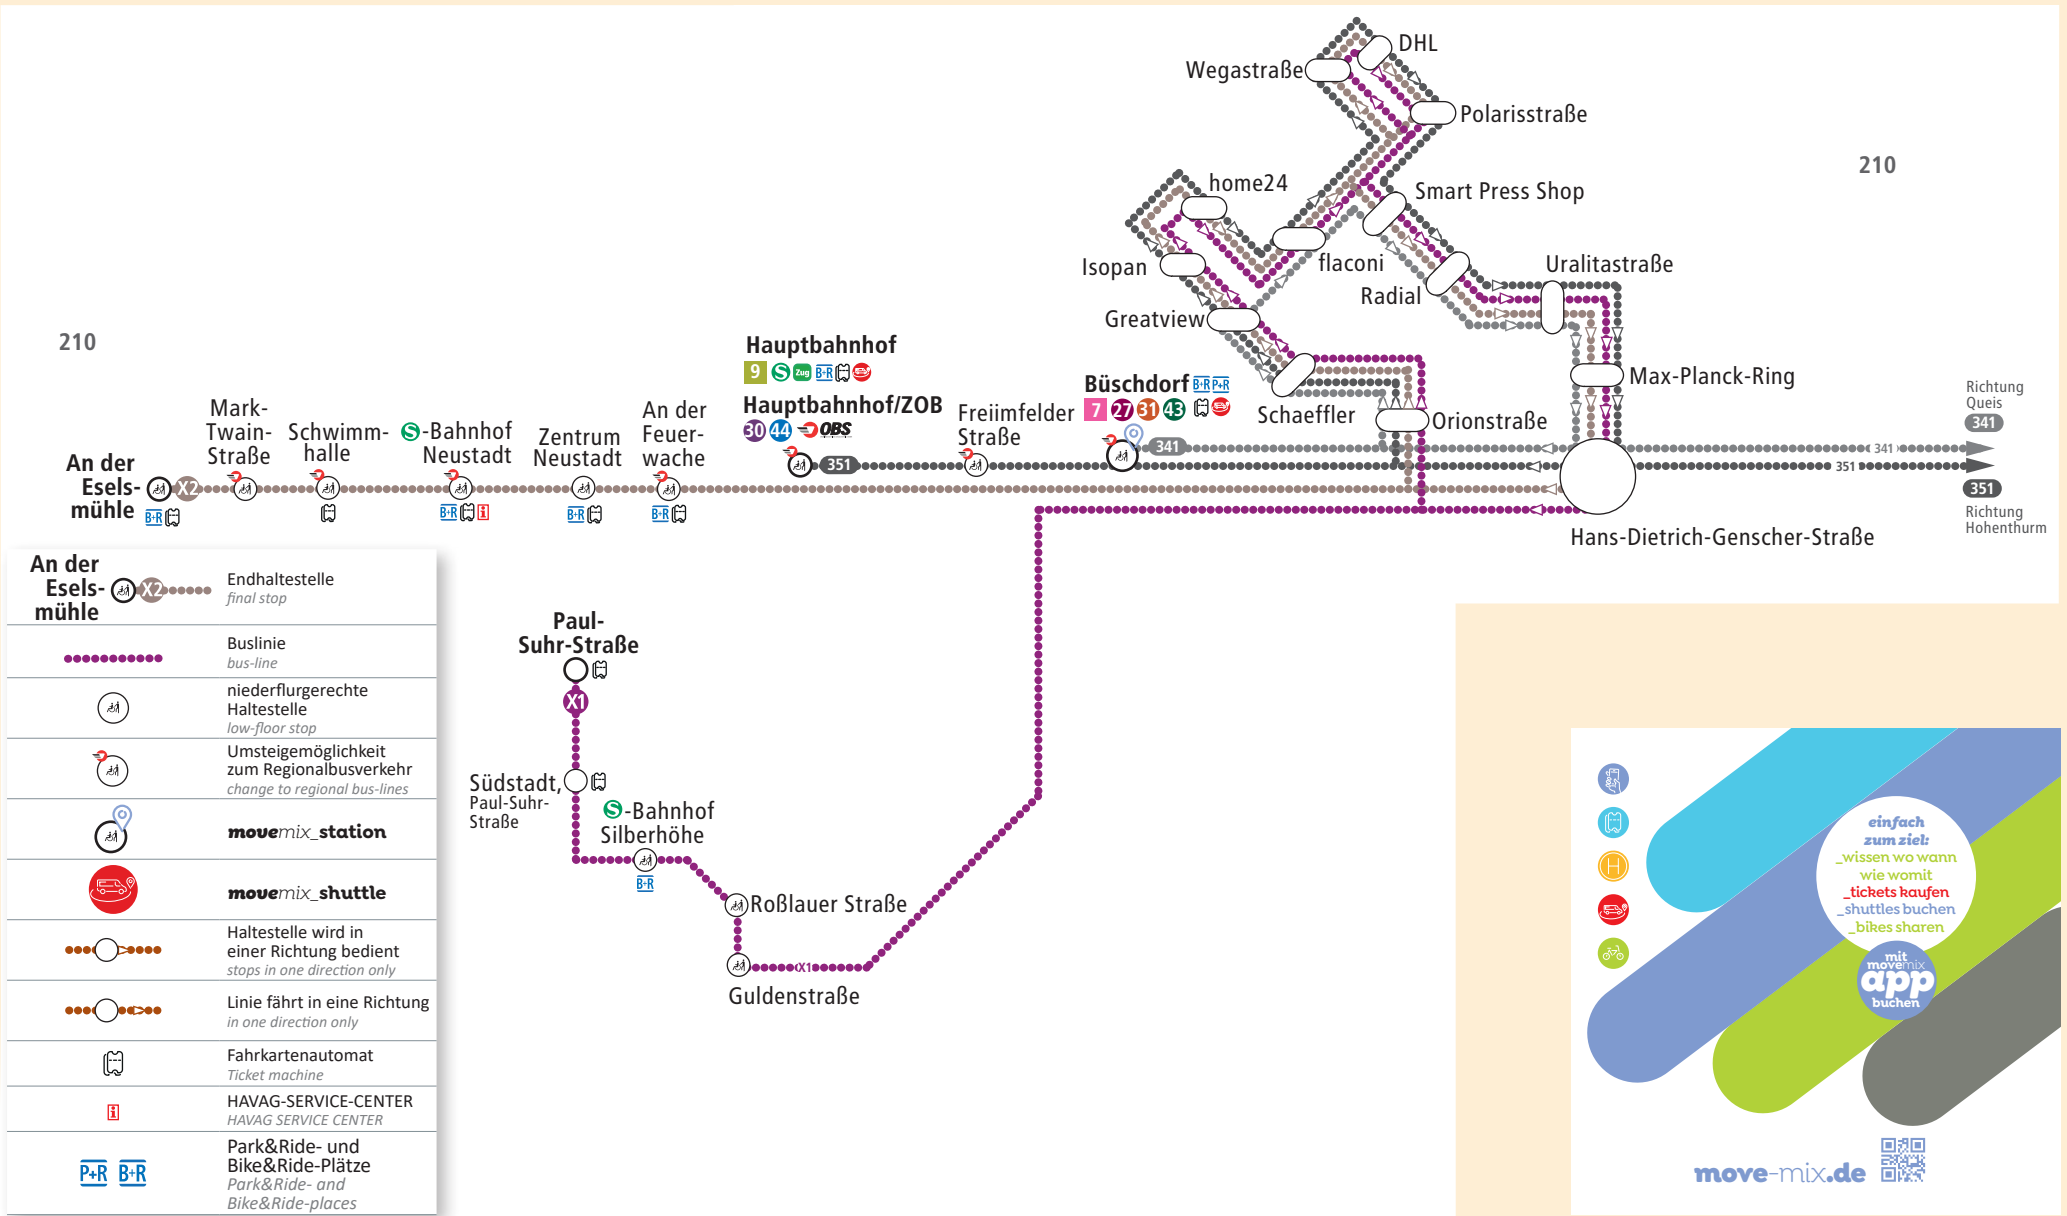 DHL
Wegastraße
Polarisstraße
210
home24
Smart Press Shop
flaconi
Isopan
Uralitastraße
Radial
Greatview
210
Hauptbahnhof
9 S Zug B+R
Hauptbahnhof/ZOB
30 44 OBS
Büschdorf B+R P+R
7 27 31 43
Schaeffler
Orionstraße
Max-Planck-Ring
Richtung
Queis
341
Mark-
Twain-
Straße
Schwimm-
halle
S-Bahnhof
Neustadt
Zentrum
Neustadt
An der
Feuer-
wache
Freiimfelder
Straße
341
341
351
351
351
Richtung
Hohenthurm
An der
Esels-
mühle
X2
B+R
B+R
i
B+R
B+R
Hans-Dietrich-Genscher-Straße
Paul-
Suhr-Straße
X1
Südstadt,
Paul-Suhr-
Straße
S-Bahnhof
Silberhöhe
B+R
Roßlauer Straße
X1
Guldenstraße
An der
Esels-
mühle
X2
Endhaltestelle
final stop
Buslinie
bus-line
niederflurgerechte
Haltestelle
low-floor stop
Umsteigemöglichkeit
zum Regionalbusverkehr
change to regional bus-lines
movemix_station
movemix_shuttle
Haltestelle wird in
einer Richtung bedient
stops in one direction only
Linie fährt in eine Richtung
in one direction only
Fahrkartenautomat
Ticket machine
i
HAVAG-SERVICE-CENTER
HAVAG SERVICE CENTER
P+R B+R
Park&Ride- und
Bike&Ride-Plätze
Park&Ride- and
Bike&Ride-places
H
einfach
zum ziel:
_wissen wo wann
wie womit
_tickets kaufen
_shuttles buchen
_bikes sharen
mit
movemix
app
buchen
move-mix.de